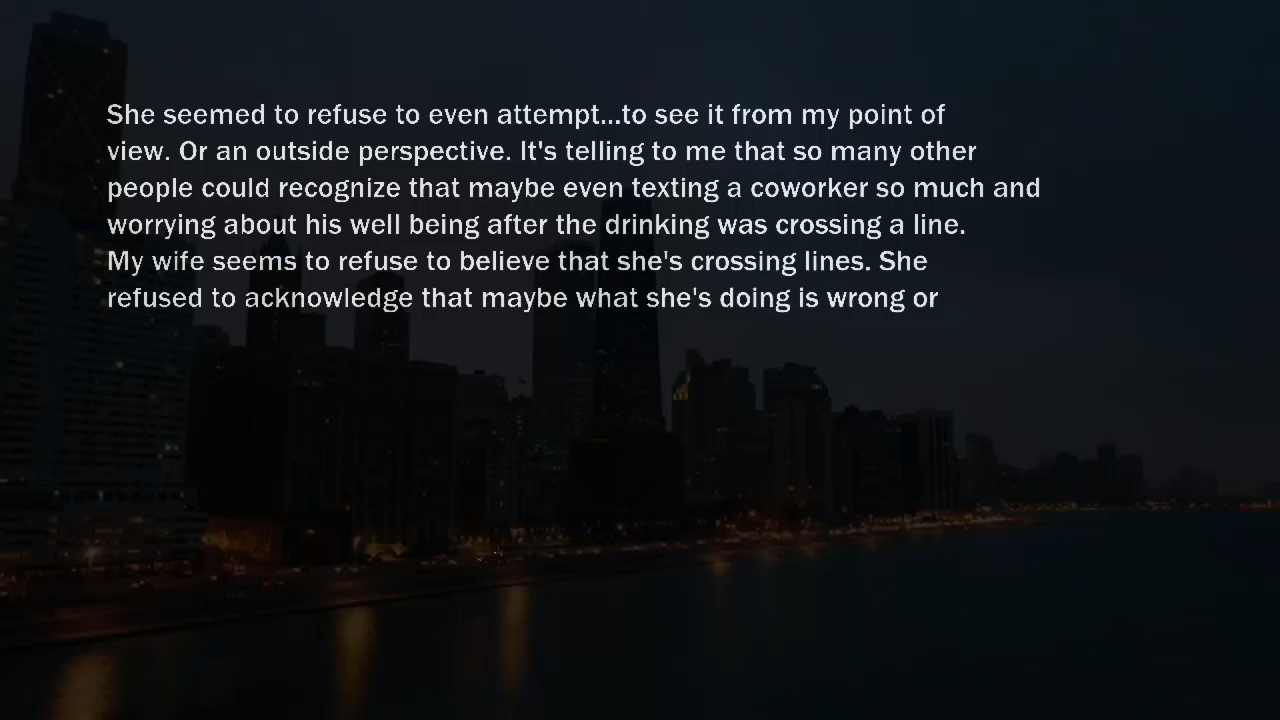 She seemed to refuse to even attempt...to see it from my point of
view. Or an outside perspective. It's telling to me that so many other
people could recognize that maybe even texting a coworker so much and
worrying about his well being after the drinking was crossing a line.
My wife seems to refuse to believe that she's crossing lines. She
refused to acknowledge that maybe what she's doing is wrong or